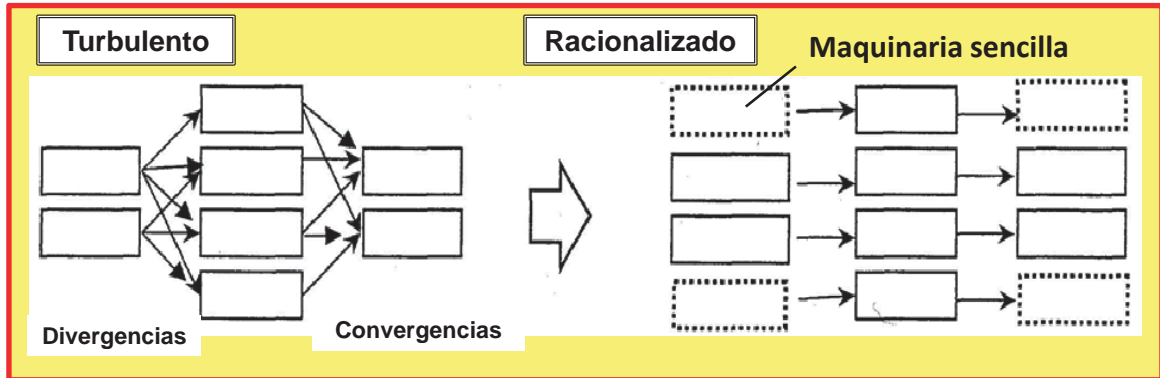 Turbulento
Racionalizado
Maquinaria sencilla
Divergencias
Convergencias